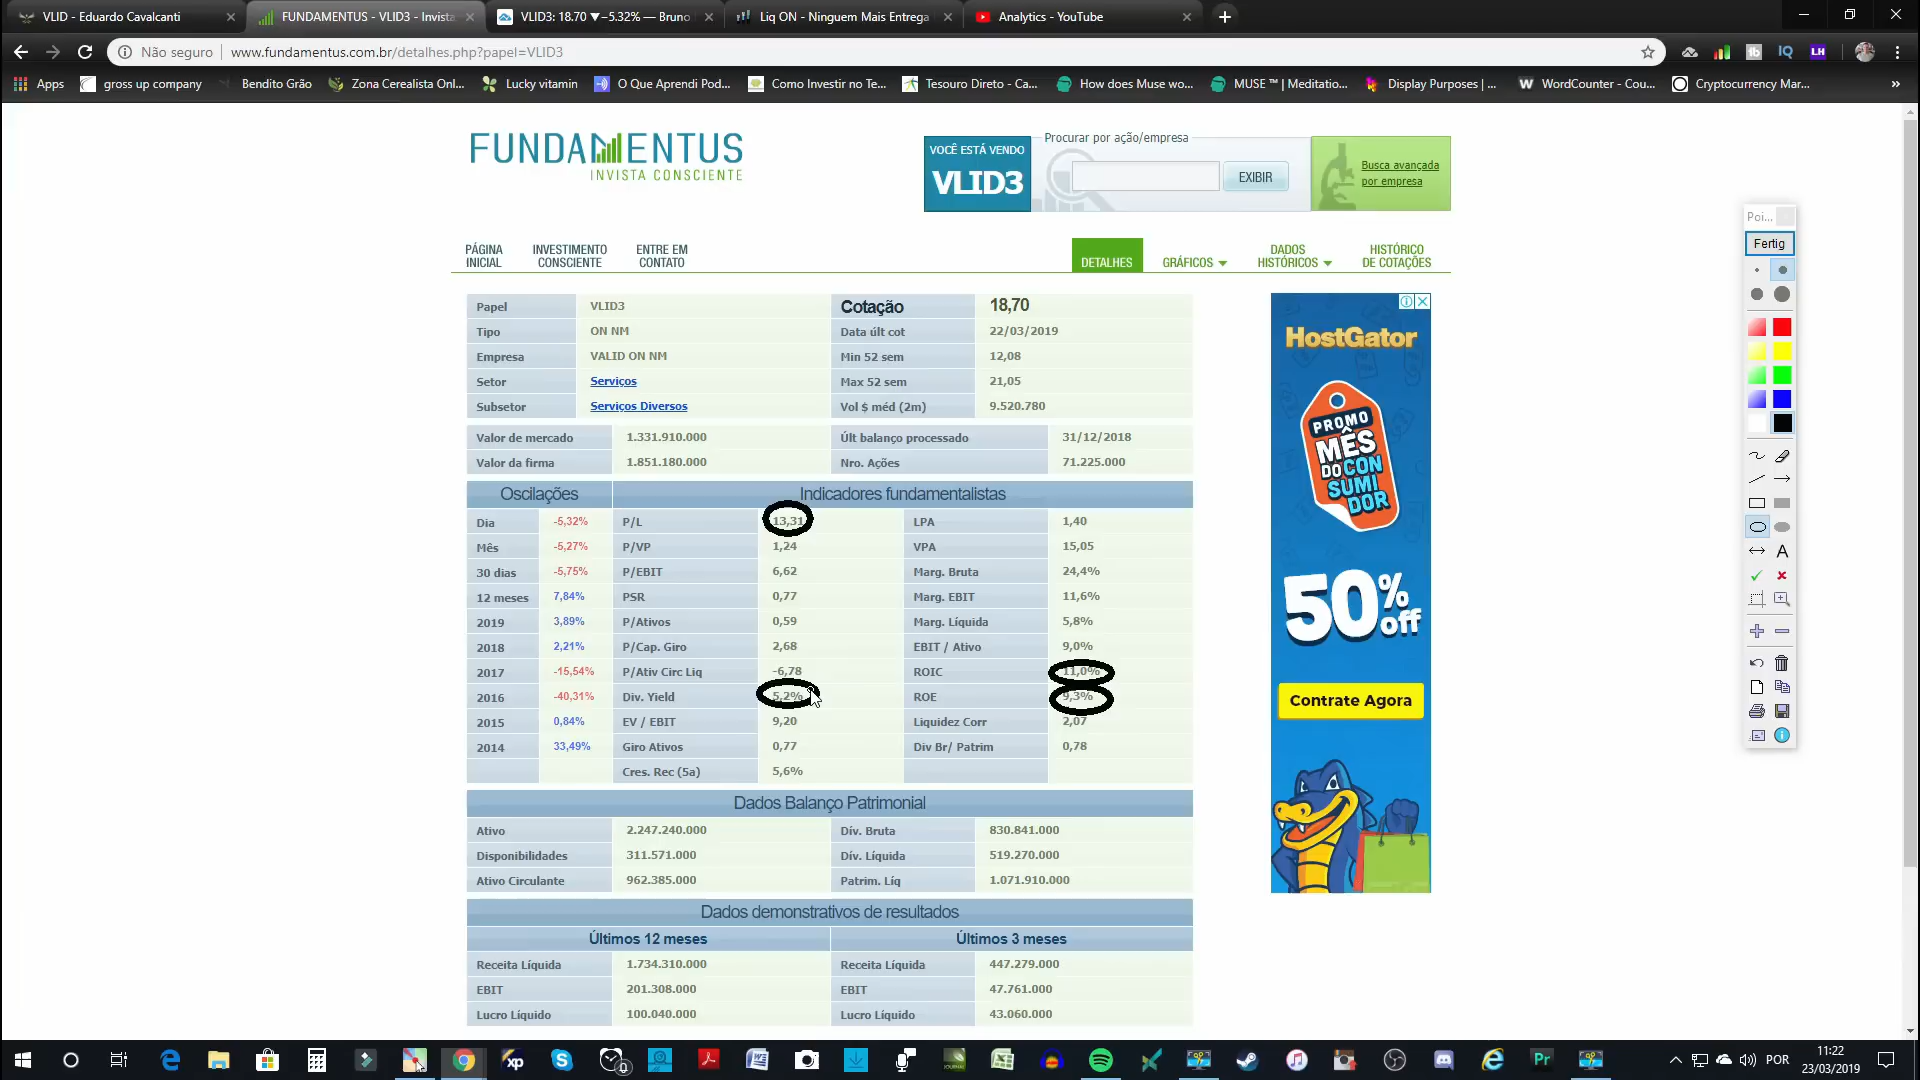 VLID - Eduardo Cavalcanti
FUNDAMENTUS - VLID3 - Invista
VLID3: 18.70 ▼−5.32% — Bruno
Liq ON - Ninguem Mais Entrega
Analytics - YouTube
Não seguro
www.fundamentus.com.br/detalhes.php?papel=VLID3
Apps
gross up company
Bendito Grão
Zona Cerealista Onl...
Lucky vitamin
O Que Aprendi Pod...
Como Investir no Te...
Tesouro Direto - Ca...
How does Muse wo...
MUSE ™ | Meditatio...
Display Purposes | ...
WordCounter - Cou...
Cryptocurrency Mar...
FUNDAMENTUS
INVISTA CONSCIENTE
VOCÊ ESTÁ VENDO
VLID3
Procurar por ação/empresa
EXIBIR
Busca avançada
por empresa
PÁGINA
INICIAL
INVESTIMENTO
CONSCIENTE
ENTRE EM
CONTATO
DETALHES
GRÁFICOS
DADOS
HISTÓRICOS
HISTÓRICO
DE COTAÇÕES
Papel VLID3 Cotação 18,70
Tipo ON NM Data últ cot 22/03/2019
Empresa VALID ON NM Min 52 sem 12,08
Setor Serviços Max 52 sem 21,05
Subsetor Serviços Diversos Vol $ méd (2m) 9.520.780
Valor de mercado 1.331.910.000 Últ balanço processado 31/12/2018
Valor da firma 1.851.180.000 Nro. Ações 71.225.000
Oscilações Indicadores fundamentalistas
Dia -5,32% P/L 13,31 LPA 1,40
Mês -5,27% P/VP 1,24 VPA 15,05
30 dias -5,75% P/EBIT 6,62 Marg. Bruta 24,4%
12 meses 7,84% PSR 0,77 Marg. EBIT 11,6%
2019 3,89% P/Ativos 0,59 Marg. Líquida 5,8%
2018 2,21% P/Cap. Giro 2,68 EBIT / Ativo 9,0%
2017 -15,54% P/Ativ Circ Liq -6,78 ROIC 11,0%
2016 -40,31% Div. Yield 5,2% ROE 9,3%
2015 0,84% EV / EBIT 9,20 Liquidez Corr 2,07
2014 33,49% Giro Ativos 0,77 Div Br/ Patrim 0,78
Cres. Rec (5a) 5,6%
Dados Balanço Patrimonial
Ativo 2.247.240.000 Dív. Bruta 830.841.000
Disponibilidades 311.571.000 Dív. Líquida 519.270.000
Ativo Circulante 962.385.000 Patrim. Líq 1.071.910.000
Dados demonstrativos de resultados
Últimos 12 meses Últimos 3 meses
Receita Líquida 1.734.310.000 Receita Líquida 447.279.000
EBIT 201.308.000 EBIT 47.761.000
Lucro Líquido 100.040.000 Lucro Líquido 43.060.000
HostGator
PROMO
MÊS
DO CON
SUMI
DOR
50%
off
Contrate Agora
Poi...
Fertig
A
POR
11:22
23/03/2019